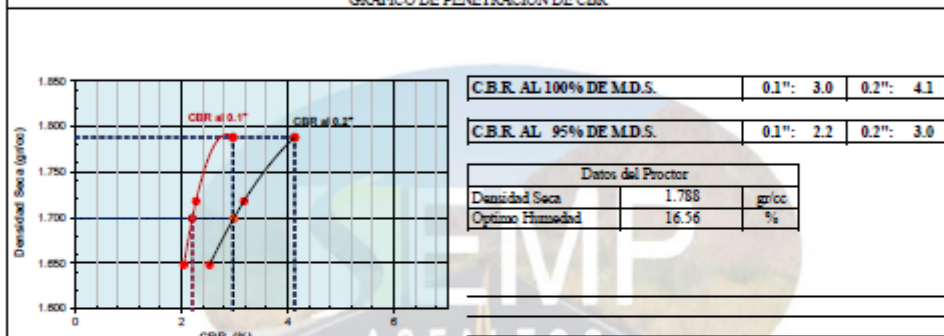 GRAFICO DE PENETRACION DE CBR
C.B.R. AL 100% DE M.D.S. 0.1": 3.0 0.2": 4.1
C.B.R. AL 95% DE M.D.S. 0.1": 2.2 0.2": 3.0
Datos del Proctor
Densidad Seca 1.788 gr/cc
Optimo Humedad 16.56 %
Densidad Seca (gr/cc)
1.850
1.800
1.750
1.700
1.650
1.600
CBR al 0.1"
CBR al 0.2"
0 2 4 6
CBR (%)
SEMP